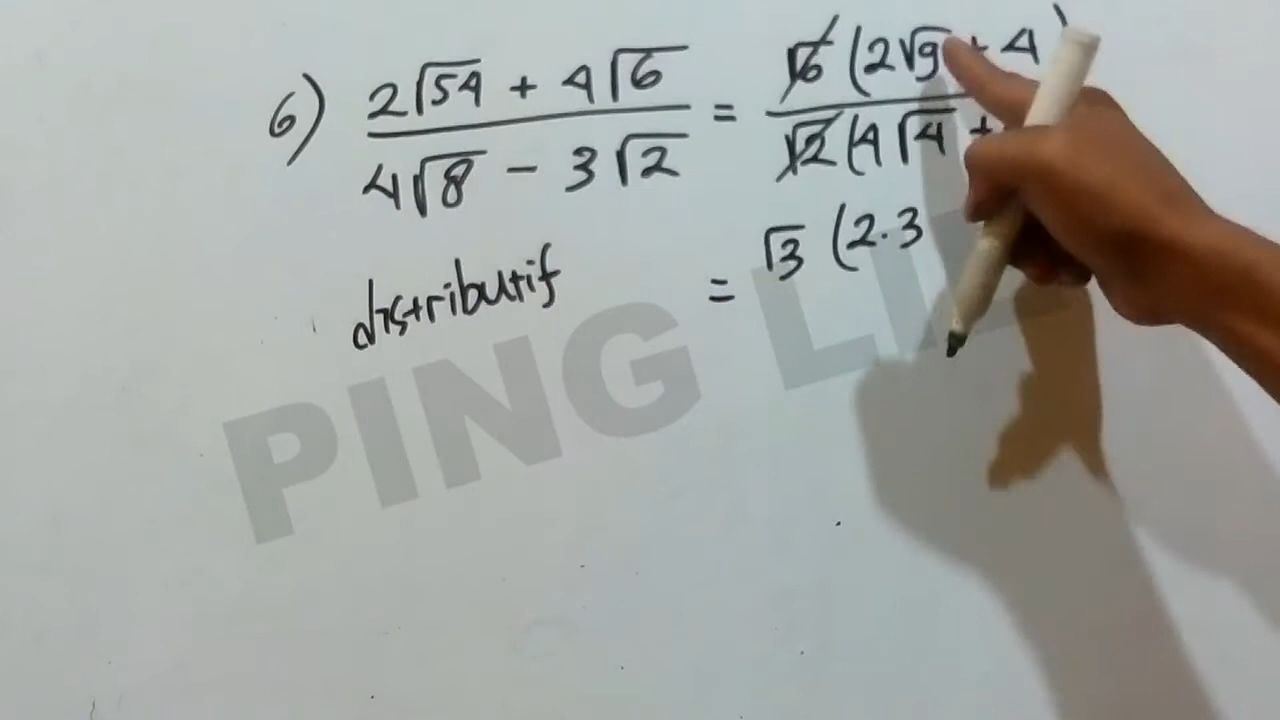 6) (2√54 + 4√6)/(4√8 − 3√2) = √6 (2√9 + 4)/√2 (4√4 +
distributif = √3 (2.3
PING